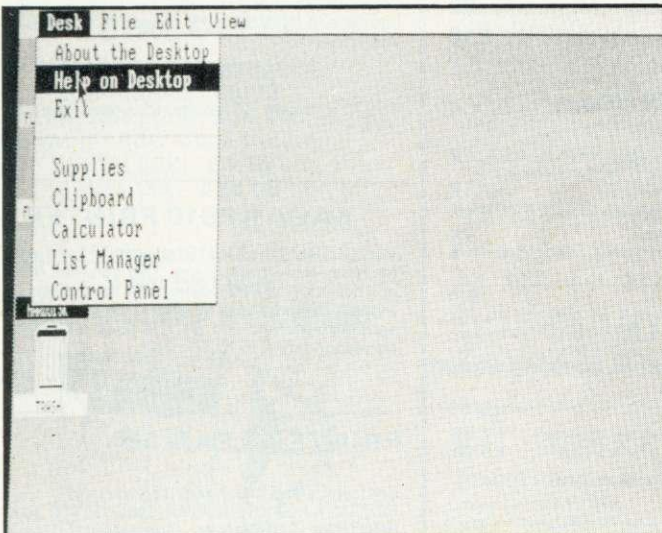 Desk File Edit View
About the Desktop
Help on Desktop
Exit
Supplies
Clipboard
Calculator
List Manager
Control Panel